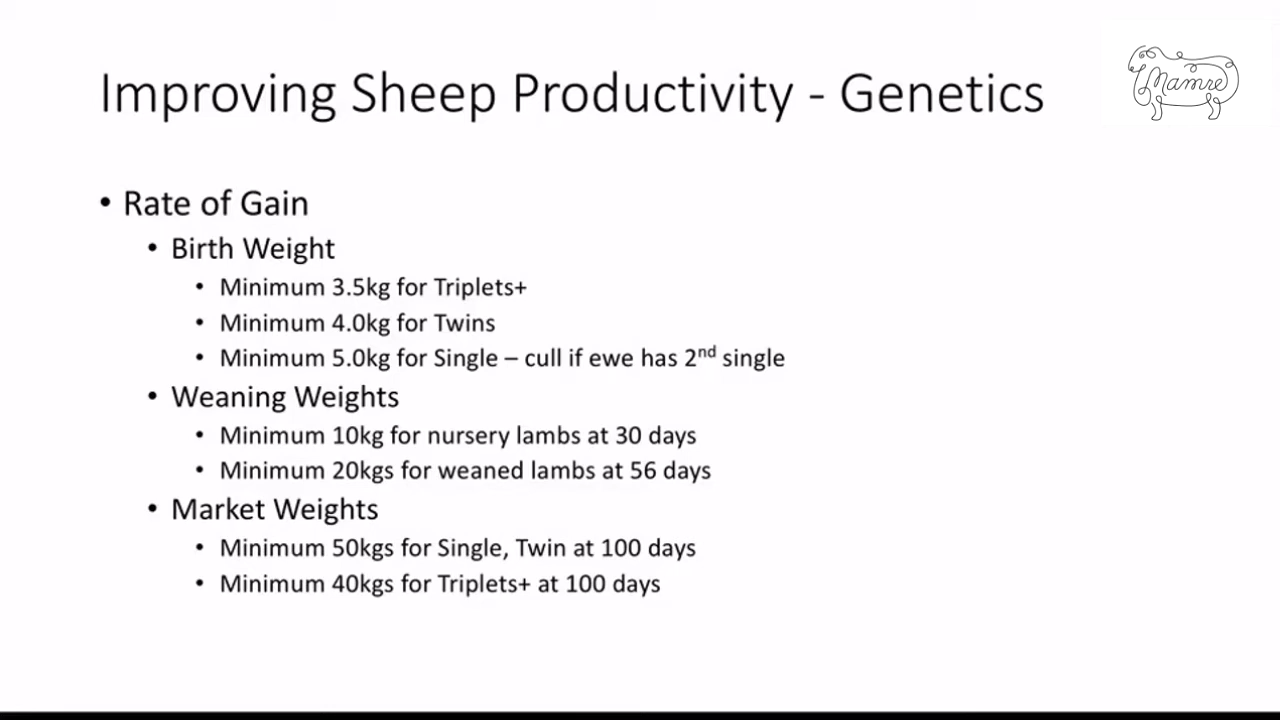 Improving Sheep Productivity - Genetics
Mamre
• Rate of Gain
• Birth Weight
• Minimum 3.5kg for Triplets+
• Minimum 4.0kg for Twins
• Minimum 5.0kg for Single – cull if ewe has 2nd single
• Weaning Weights
• Minimum 10kg for nursery lambs at 30 days
• Minimum 20kgs for weaned lambs at 56 days
• Market Weights
• Minimum 50kgs for Single, Twin at 100 days
• Minimum 40kgs for Triplets+ at 100 days